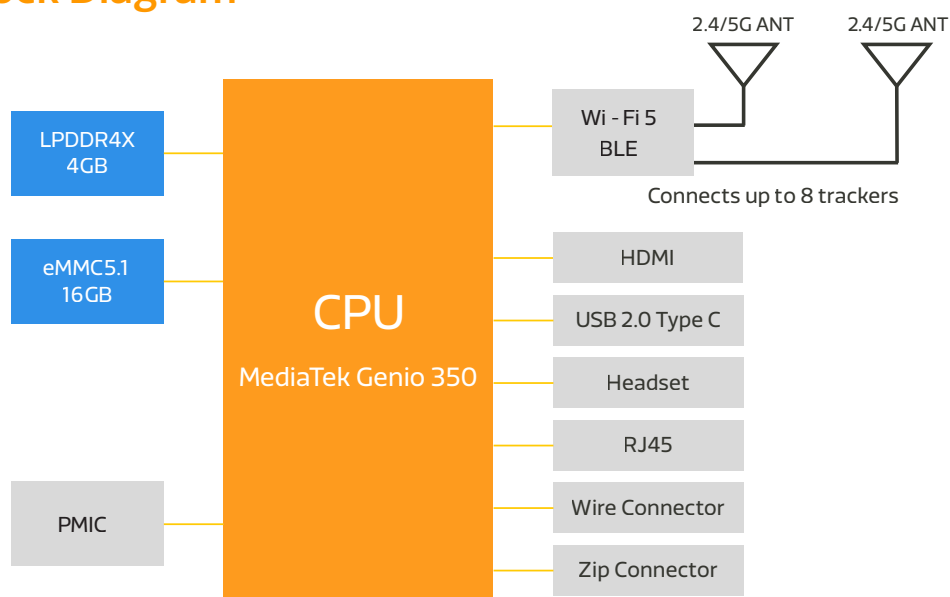 Diagram
2.4/5G ANT
2.4/5G ANT
LPDDR4X
4GB
eMMC5.1
16GB
PMIC
CPU
MediaTek Genio 350
Wi - Fi 5
BLE
Connects up to 8 trackers
HDMI
USB 2.0 Type C
Headset
RJ45
Wire Connector
Zip Connector